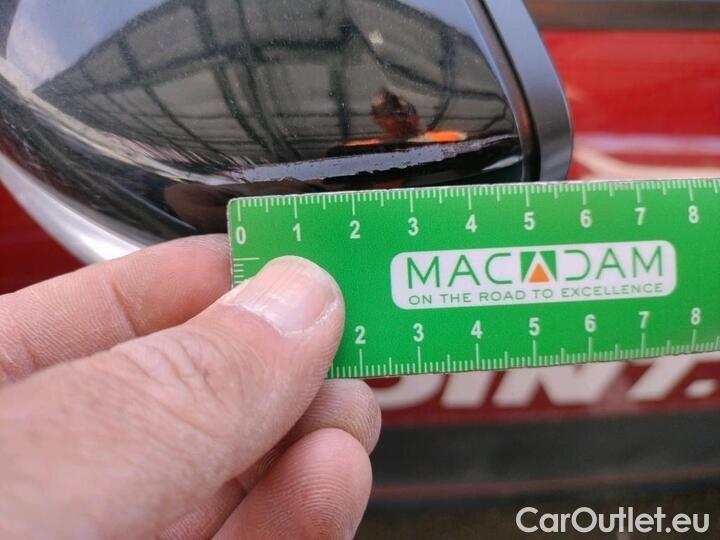 0 1 2 3 4 5 6 7 8
MACADAM
ON THE ROAD TO EXCELLENCE
2 3 4 5 6 7 8
CarOutlet.eu